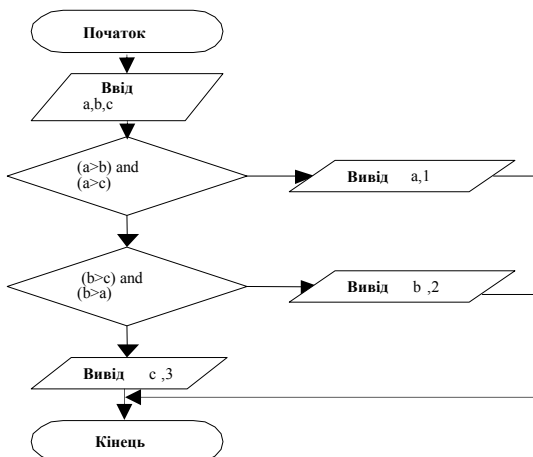 Початок
Ввід
a,b,c
(a>b) and
(a>c)
Вивід a,1
(b>c) and
(b>a)
Вивід b ,2
Вивід c ,3
Кінець